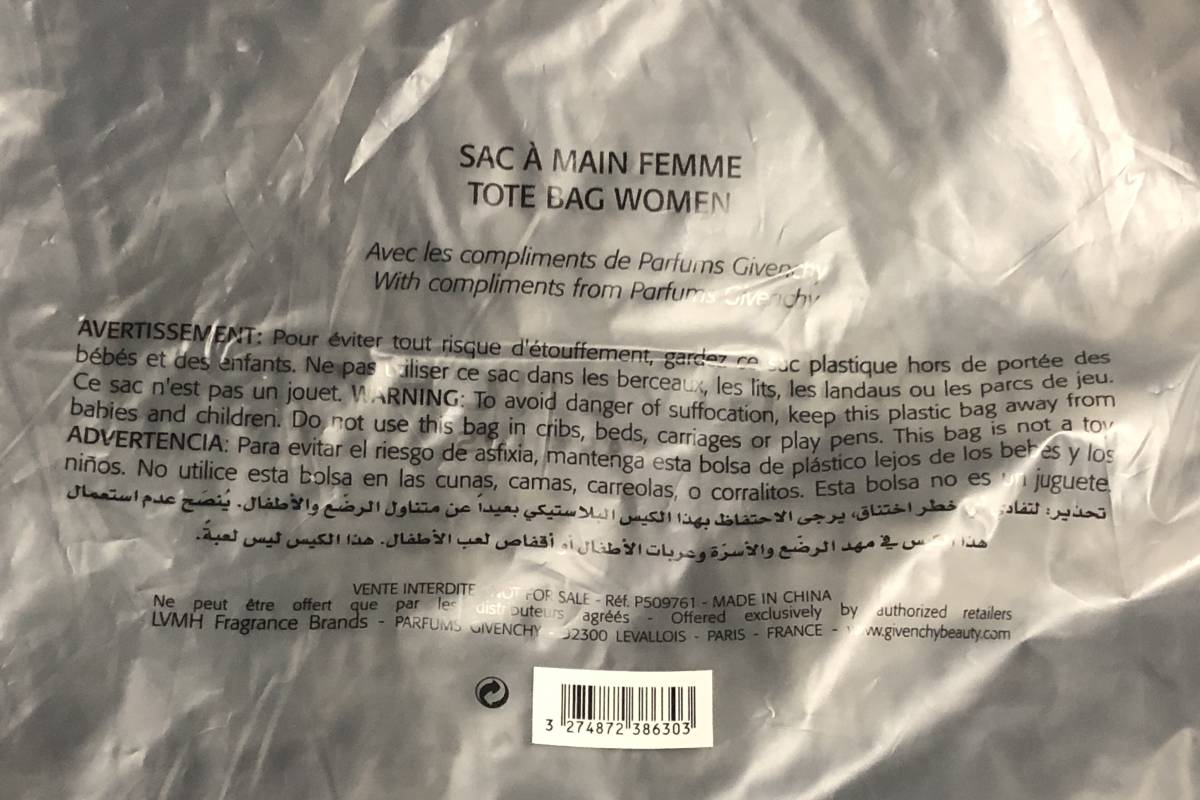 SAC À MAIN FEMME
TOTE BAG WOMEN
Avec les compliments de Parfums Givenchy
With compliments from Parfums Givenchy
AVERTISSEMENT: Pour éviter tout risque d'étouffement, gardez ce sac plastique hors de portée des
bébés et des enfants. Ne pas utiliser ce sac dans les berceaux, les lits, les landaus ou les parcs de jeu.
Ce sac n'est pas un jouet. WARNING: To avoid danger of suffocation, keep this plastic bag away from
babies and children. Do not use this bag in cribs, beds, carriages or play pens. This bag is not a toy
ADVERTENCIA: Para evitar el riesgo de asfixia, mantenga esta bolsa de plástico lejos de los bebes y los
niños. No utilice esta bolsa en las cunas, camas, carreolas, o corralitos. Esta bolsa no es un juguete.
تحذير: لتفادي خطر اختناق، يرجى الاحتفاظ بهذا الكيس البلاستيكي بعيداً عن متناول الرضّع والأطفال. يُنصَح عدم استعمال
هذا الكيس في مهد الرضّع والأسرّة وعربات الأطفال أو أقفاص لعب الأطفال. هذا الكيس ليس لعبةً.
VENTE INTERDITE NOT FOR SALE - Réf. P509761 - MADE IN CHINA
Ne peut être offert que par les distributeurs agréés - Offered exclusively by authorized retailers
LVMH Fragrance Brands - PARFUMS GIVENCHY - 92300 LEVALLOIS - PARIS - FRANCE - www.givenchybeauty.com
3 274872 386303